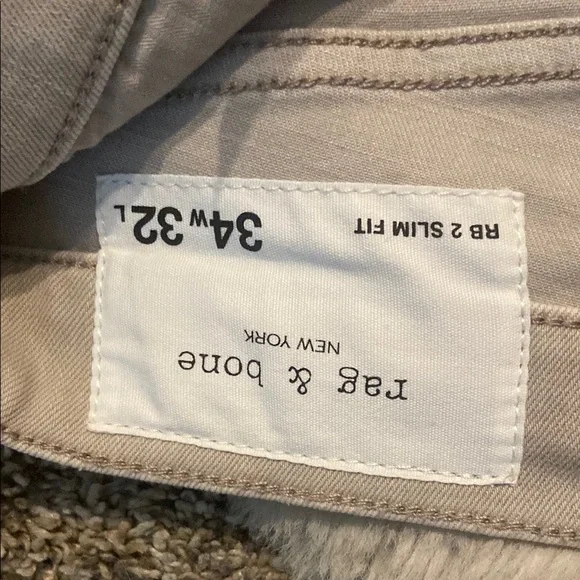 rag & bone
NEW YORK
RB 2 SLIM FIT 34W 32L